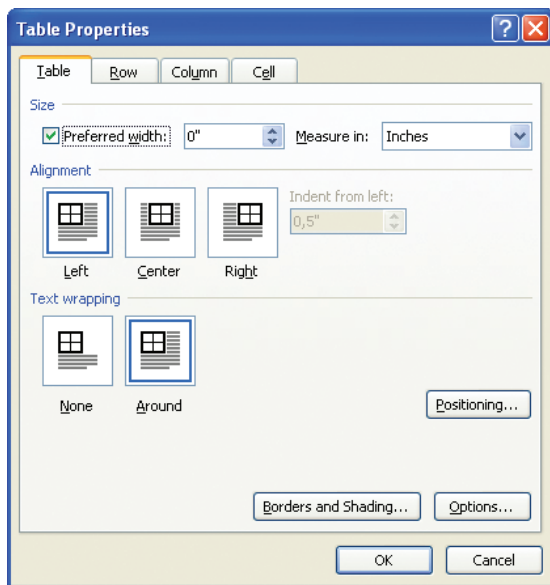 Table Properties
Table Row Column Cell
Size
Preferred width: 0" Measure in: Inches
Alignment
Indent from left:
0,5"
Left Center Right
Text wrapping
None Around
Positioning...
Borders and Shading... Options...
OK Cancel